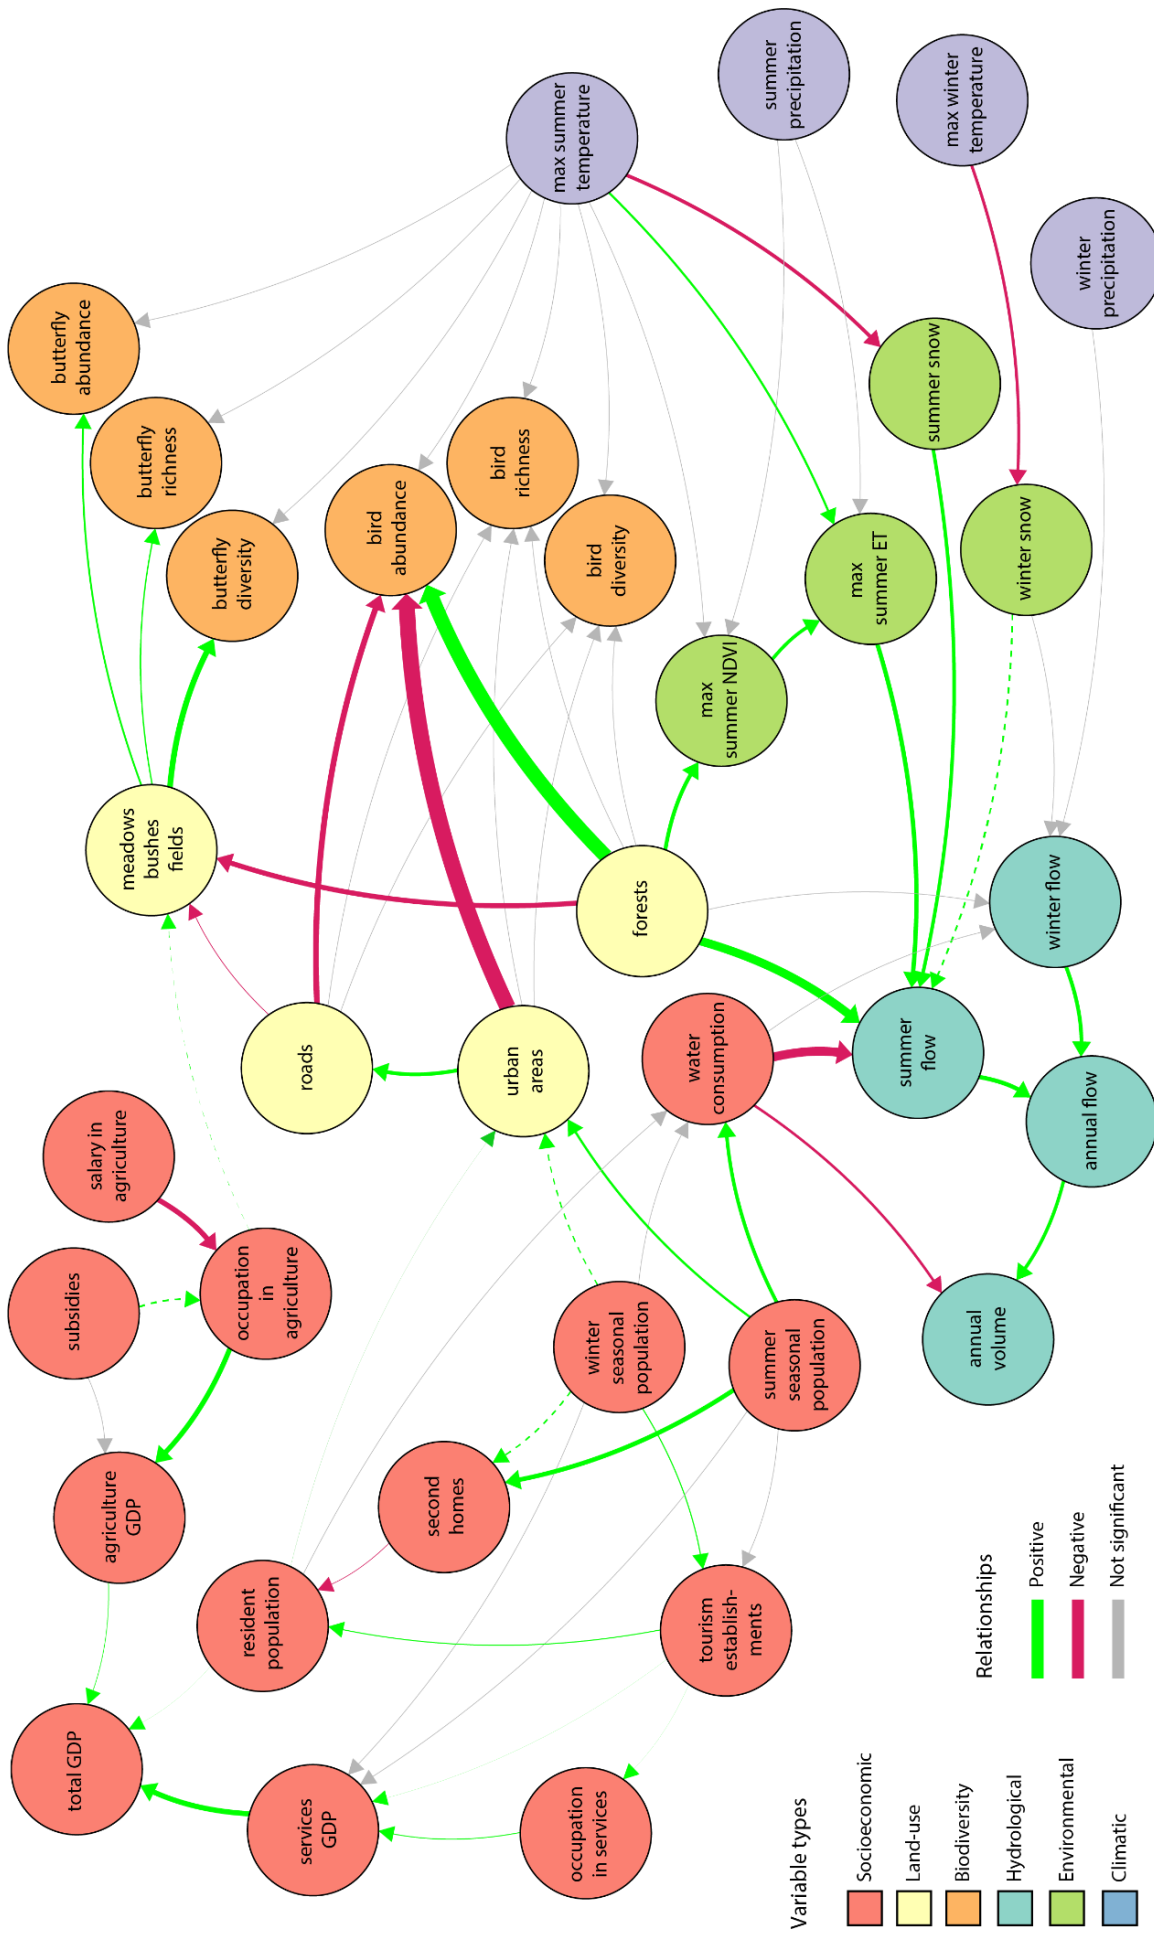 total GDP
agriculture
GDP
subsidies
salary in
agriculture
meadows
bushes
fields
butterfly
abundance
butterfly
richness
butterfly
diversity
resident
population
occupation
in
agriculture
services
GDP
roads
bird
abundance
second
homes
urban
areas
bird
richness
max summer
temperature
occupation
in services
winter
seasonal
population
forests
bird
diversity
tourism
establish-
ments
water
consumption
max
summer NDVI
summer
seasonal
population
summer
precipitation
max
summer ET
summer
flow
summer snow
max winter
temperature
annual
volume
winter flow
winter snow
annual flow
winter
precipitation
Variable types
Socioeconomic
Land-use
Biodiversity
Hydrological
Environmental
Climatic
Relationships
Positive
Negative
Not significant